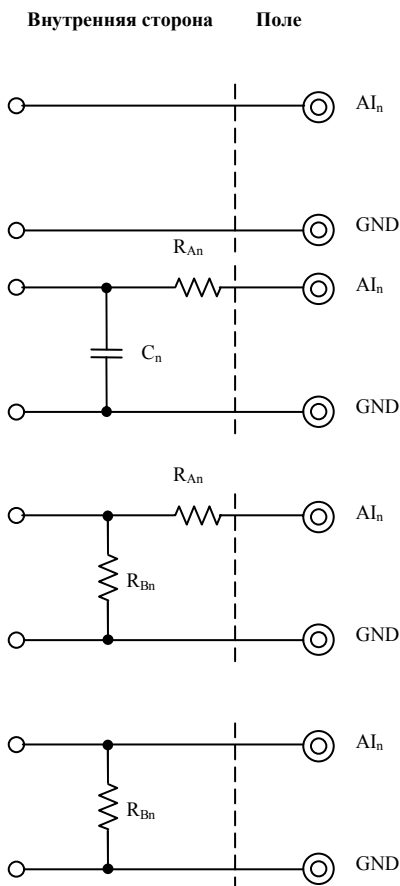 Внутренняя сторона Поле
AIn
GND
RAn
AIn
Cn
GND
RAn
AIn
RBn
GND
AIn
RBn
GND